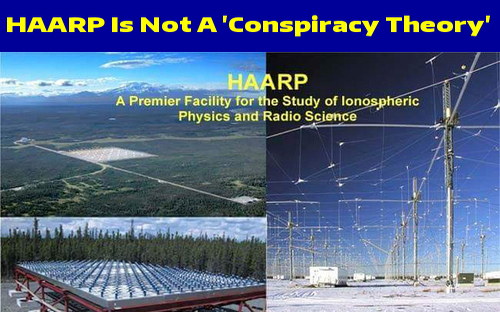 HAARP Is Not A 'Conspiracy Theory'
HAARP
A Premier Facility for the Study of Ionospheric
Physics and Radio Science